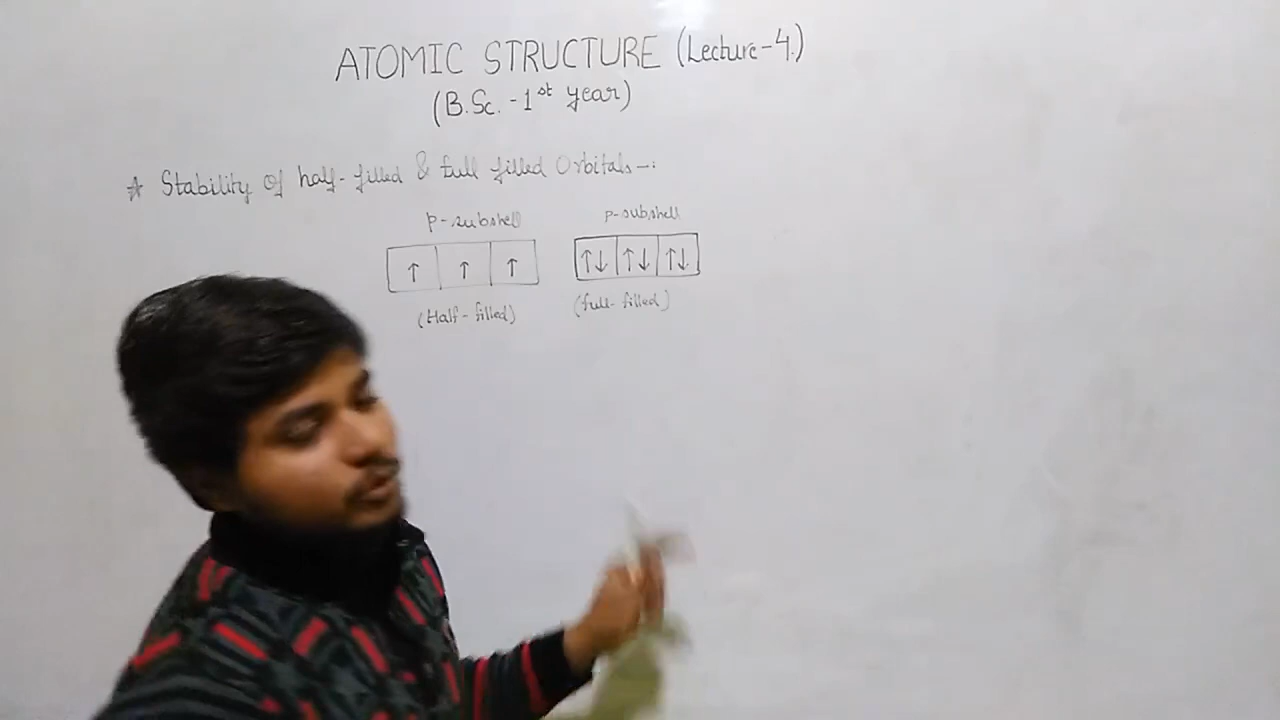 ATOMIC STRUCTURE (Lecture-4.)
(B.Sc. - 1st year)
☆ Stability of half-filled & full filled Orbitals-:
p-subshell p-subshell
↑ ↑ ↑ ↑↓ ↑↓ ↑↓
(Half-filled) (full-filled)